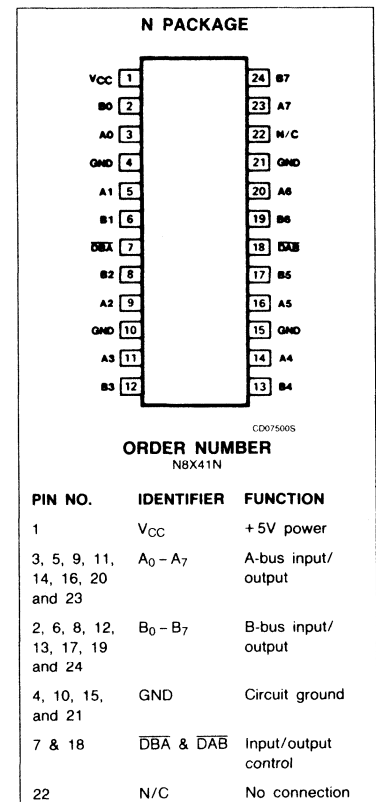 N PACKAGE
VCC 1 24 B7
B0 2 23 A7
A0 3 22 N/C
GND 4 21 GND
A1 5 20 A6
B1 6 19 B6
DBA 7 18 DAB
B2 8 17 B5
A2 9 16 A5
GND 10 15 GND
A3 11 14 A4
B3 12 13 B4
CD07500S
ORDER NUMBER
N8X41N
PIN NO. IDENTIFIER FUNCTION
1 VCC +5V power
3, 5, 9, 11, A0 – A7 A-bus input/
14, 16, 20 output
and 23
2, 6, 8, 12, B0 – B7 B-bus input/
13, 17, 19 output
and 24
4, 10, 15, GND Circuit ground
and 21
7 & 18 DBA & DAB Input/output
control
22 N/C No connection